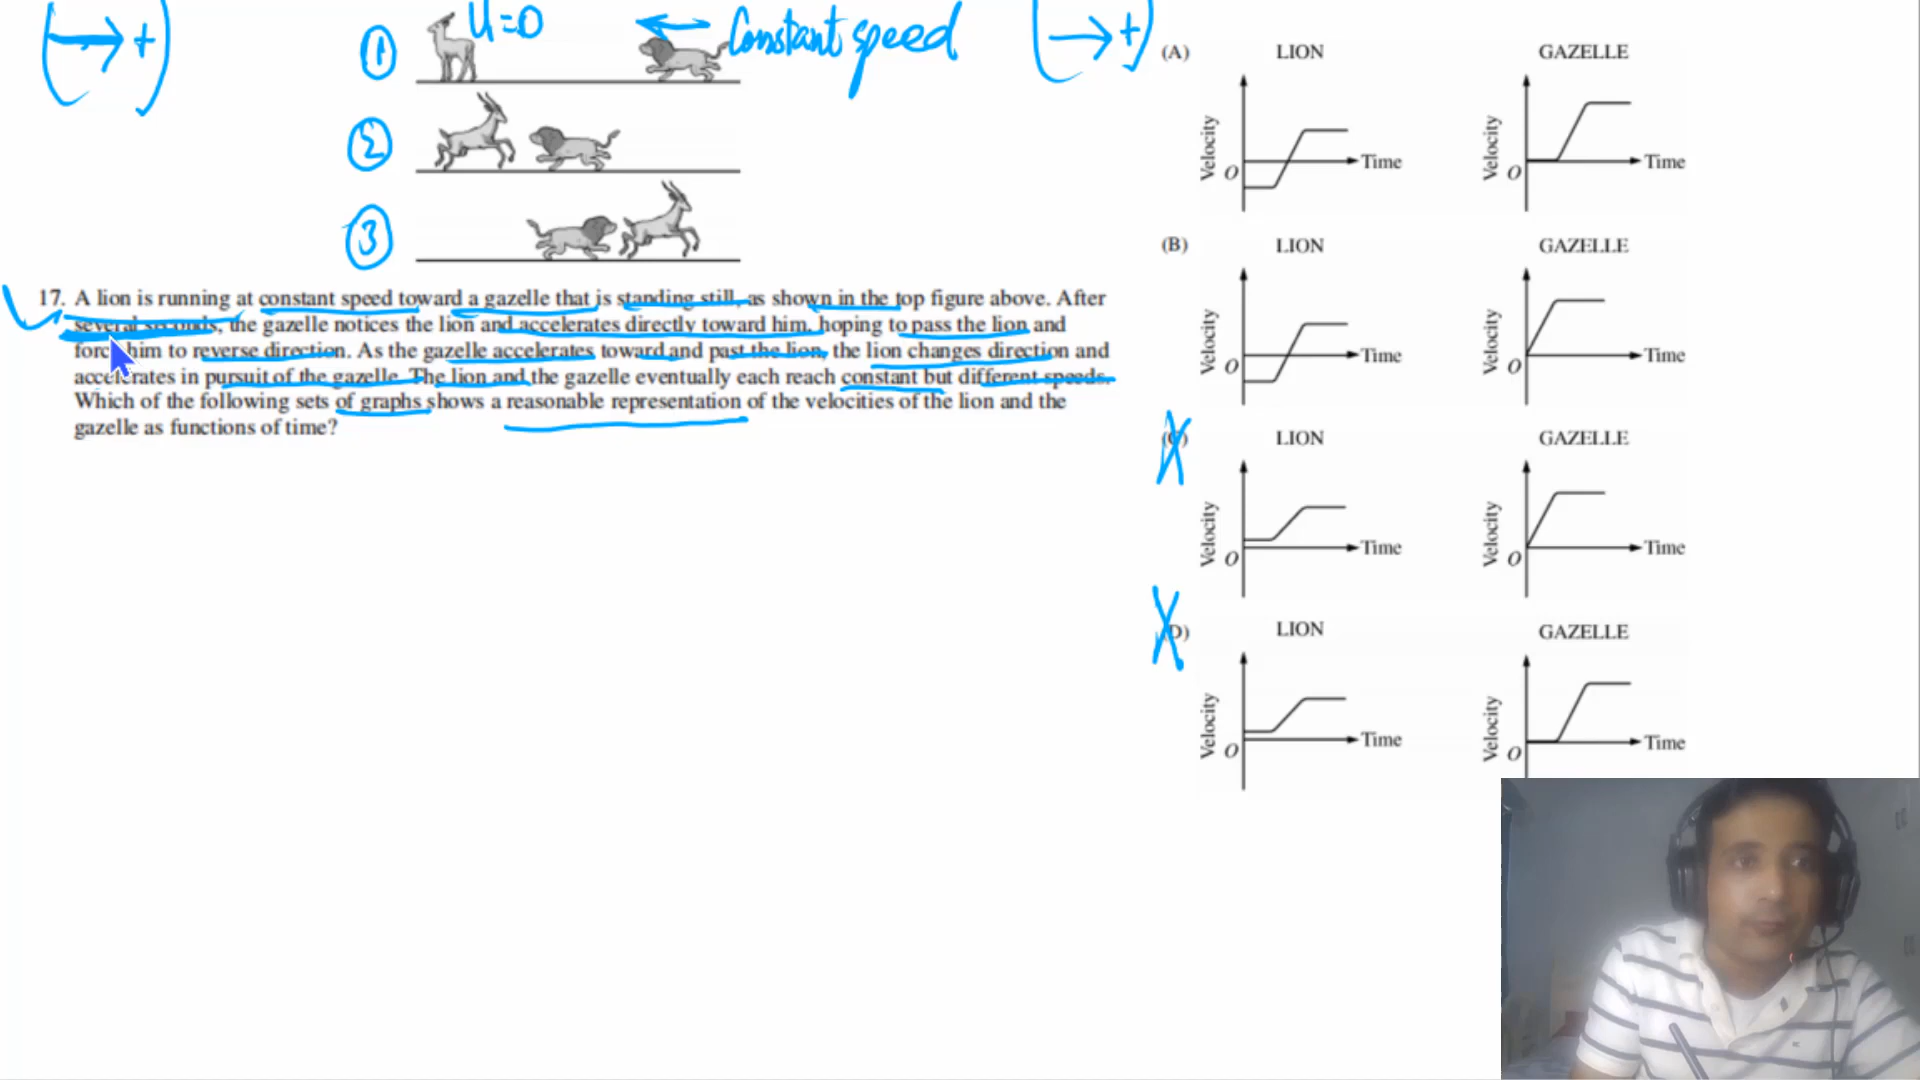 (→+)
① U=0 ← Constant speed (→+)
②
③
17. A lion is running at constant speed toward a gazelle that is standing still, as shown in the top figure above. After
several seconds, the gazelle notices the lion and accelerates directly toward him, hoping to pass the lion and
force him to reverse direction. As the gazelle accelerates toward and past the lion, the lion changes direction and
accelerates in pursuit of the gazelle. The lion and the gazelle eventually each reach constant but different speeds.
Which of the following sets of graphs shows a reasonable representation of the velocities of the lion and the
gazelle as functions of time?
(A) LION GAZELLE
Velocity O Time Velocity O Time
(B) LION GAZELLE
Velocity O Time Velocity O Time
(C) LION GAZELLE
Velocity O Time Velocity O Time
(D) LION GAZELLE
Velocity O Time Velocity O Time